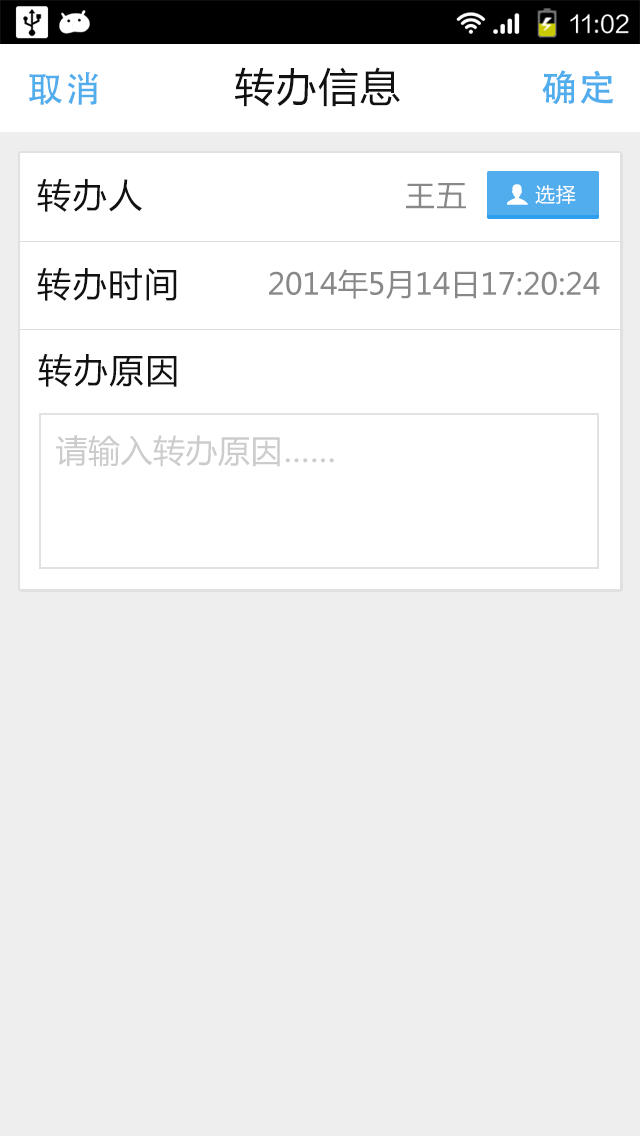 11:02
取消 转办信息 确定
转办人 王五 选择
转办时间 2014年5月14日17:20:24
转办原因
请输入转办原因……